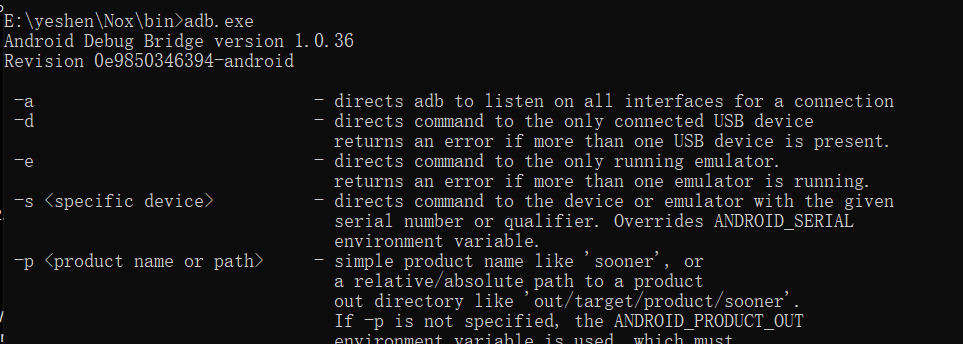 E:\yeshen\Nox\bin>adb.exe
Android Debug Bridge version 1.0.36
Revision 0e9850346394-android
-a - directs adb to listen on all interfaces for a connection
-d - directs command to the only connected USB device
returns an error if more than one USB device is present.
-e - directs command to the only running emulator.
returns an error if more than one emulator is running.
-s <specific device> - directs command to the device or emulator with the given
serial number or qualifier. Overrides ANDROID_SERIAL
environment variable.
-p <product name or path> - simple product name like 'sooner', or
a relative/absolute path to a product
out directory like 'out/target/product/sooner'.
If -p is not specified, the ANDROID_PRODUCT_OUT
environment variable is used, which must